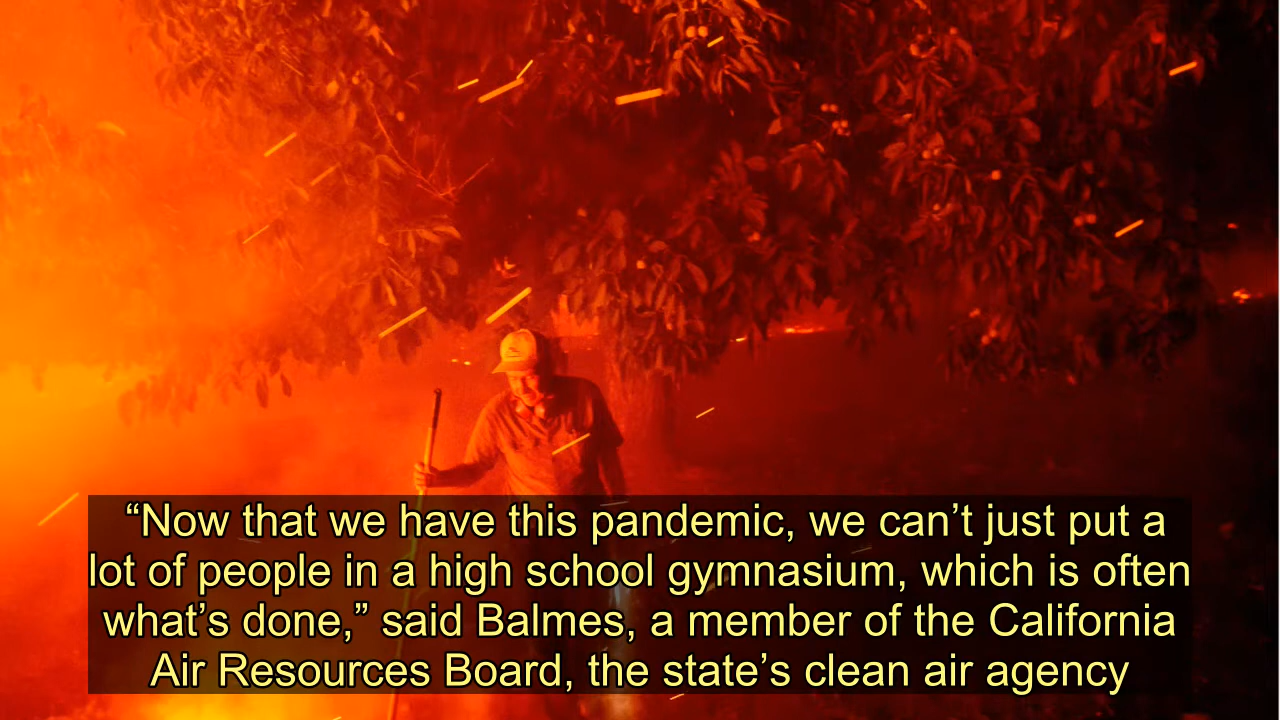 “Now that we have this pandemic, we can’t just put a
lot of people in a high school gymnasium, which is often
what’s done,” said Balmes, a member of the California
Air Resources Board, the state’s clean air agency